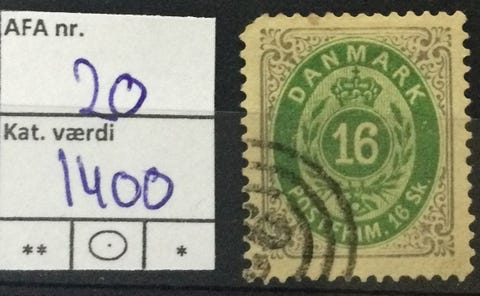 AFA nr.
20
Kat. værdi
1400
** ⊙ *
DANMARK
16
POSTFRIM. 16 Sk